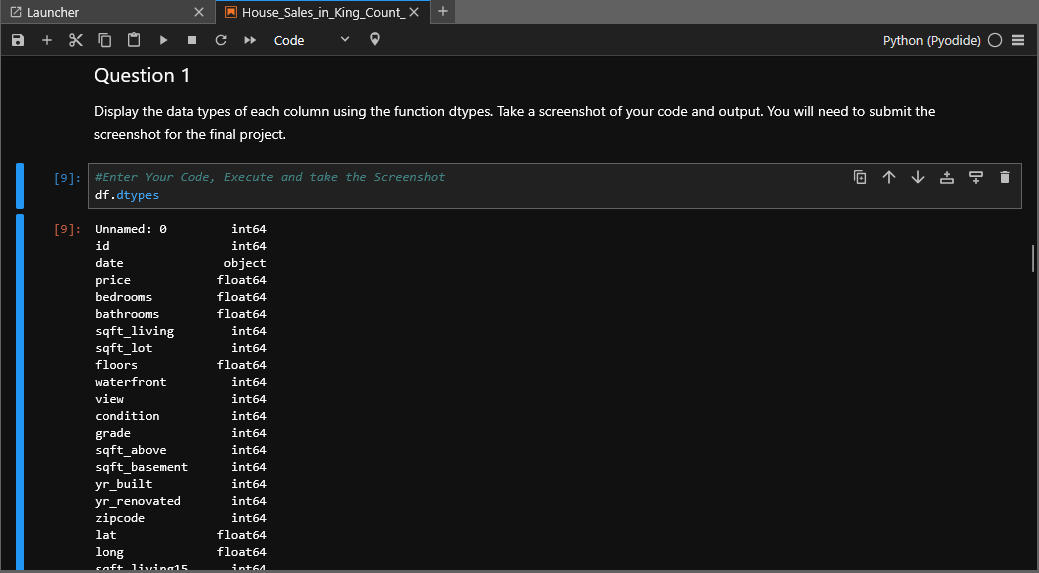 Launcher
House_Sales_in_King_Count_
Code
Python (Pyodide)
Question 1
Display the data types of each column using the function dtypes. Take a screenshot of your code and output. You will need to submit the
screenshot for the final project.
[9]: #Enter Your Code, Execute and take the Screenshot
df.dtypes
[9]: Unnamed: 0 int64
id int64
date object
price float64
bedrooms float64
bathrooms float64
sqft_living int64
sqft_lot int64
floors float64
waterfront int64
view int64
condition int64
grade int64
sqft_above int64
sqft_basement int64
yr_built int64
yr_renovated int64
zipcode int64
lat float64
long float64
sqft_living15 int64